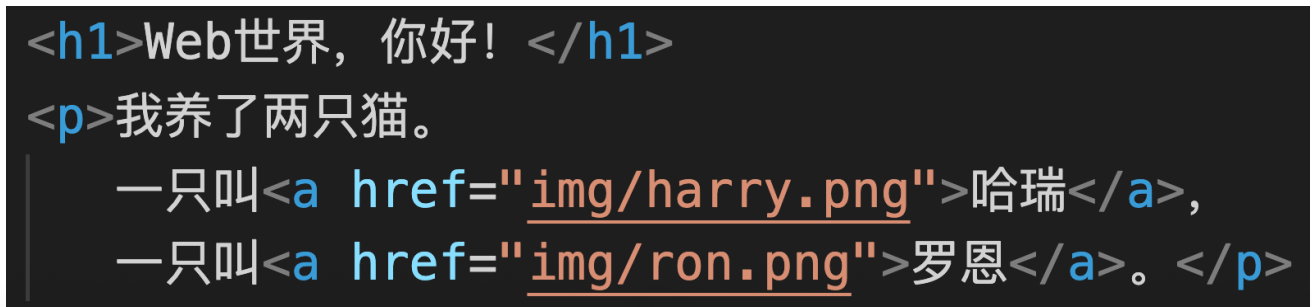 <h1>Web世界，你好！</h1>
<p>我养了两只猫。
一只叫<a href="img/harry.png">哈瑞</a>，
一只叫<a href="img/ron.png">罗恩</a>。</p>